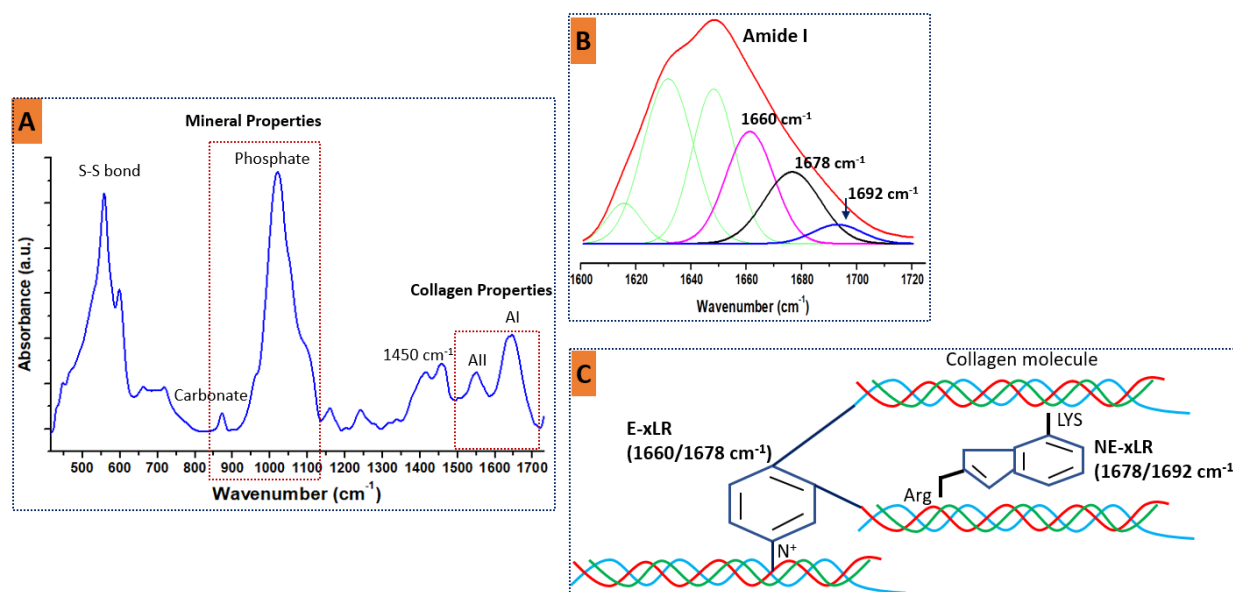 A
Mineral Properties
Phosphate
S-S bond
Carbonate
1450 cm-1
Collagen Properties
AI
AII
Absorbance (a.u.)
500 600 700 800 900 1000 1100 1200 1300 1400 1500 1600 1700
Wavenumber (cm-1)
B
Amide I
1660 cm-1
1678 cm-1
1692 cm-1
1600 1620 1640 1660 1680 1700 1720
Wavenumber (cm-1)
C
Collagen molecule
E-xLR
(1660/1678 cm-1)
LYS
NE-xLR
(1678/1692 cm-1
Arg
N+